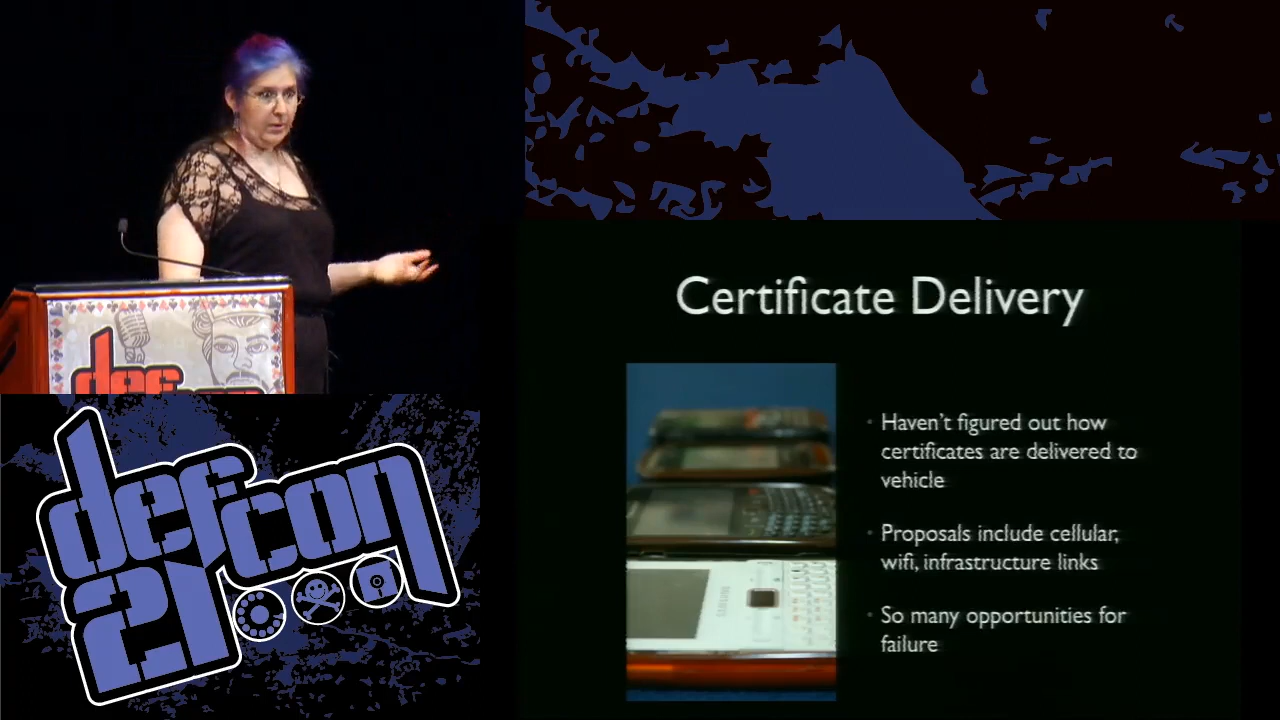 Certificate Delivery
Haven't figured out how
certificates are delivered to
vehicle
Proposals include cellular,
wifi, infrastructure links
So many opportunities for
failure
def
defcon
21